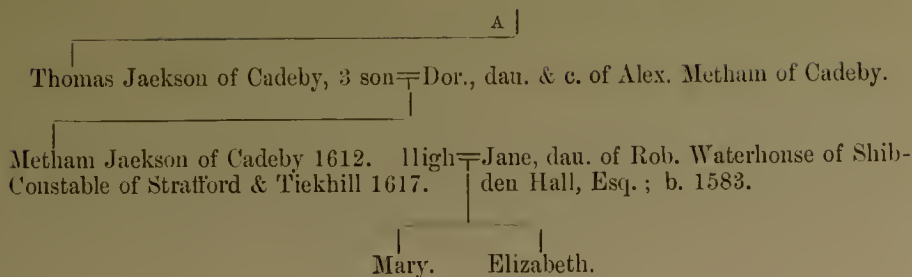 A
Thomas Jackson of Cadeby, 3 son Dor., dau. & c. of Alex. Metham of Cadeby.
Metham Jackson of Cadeby 1612. High Jane, dau. of Rob. Waterhouse of Shib-
Constable of Strafford & Tickhill 1617. den Hall, Esq.; b. 1583.
Mary. Elizabeth.